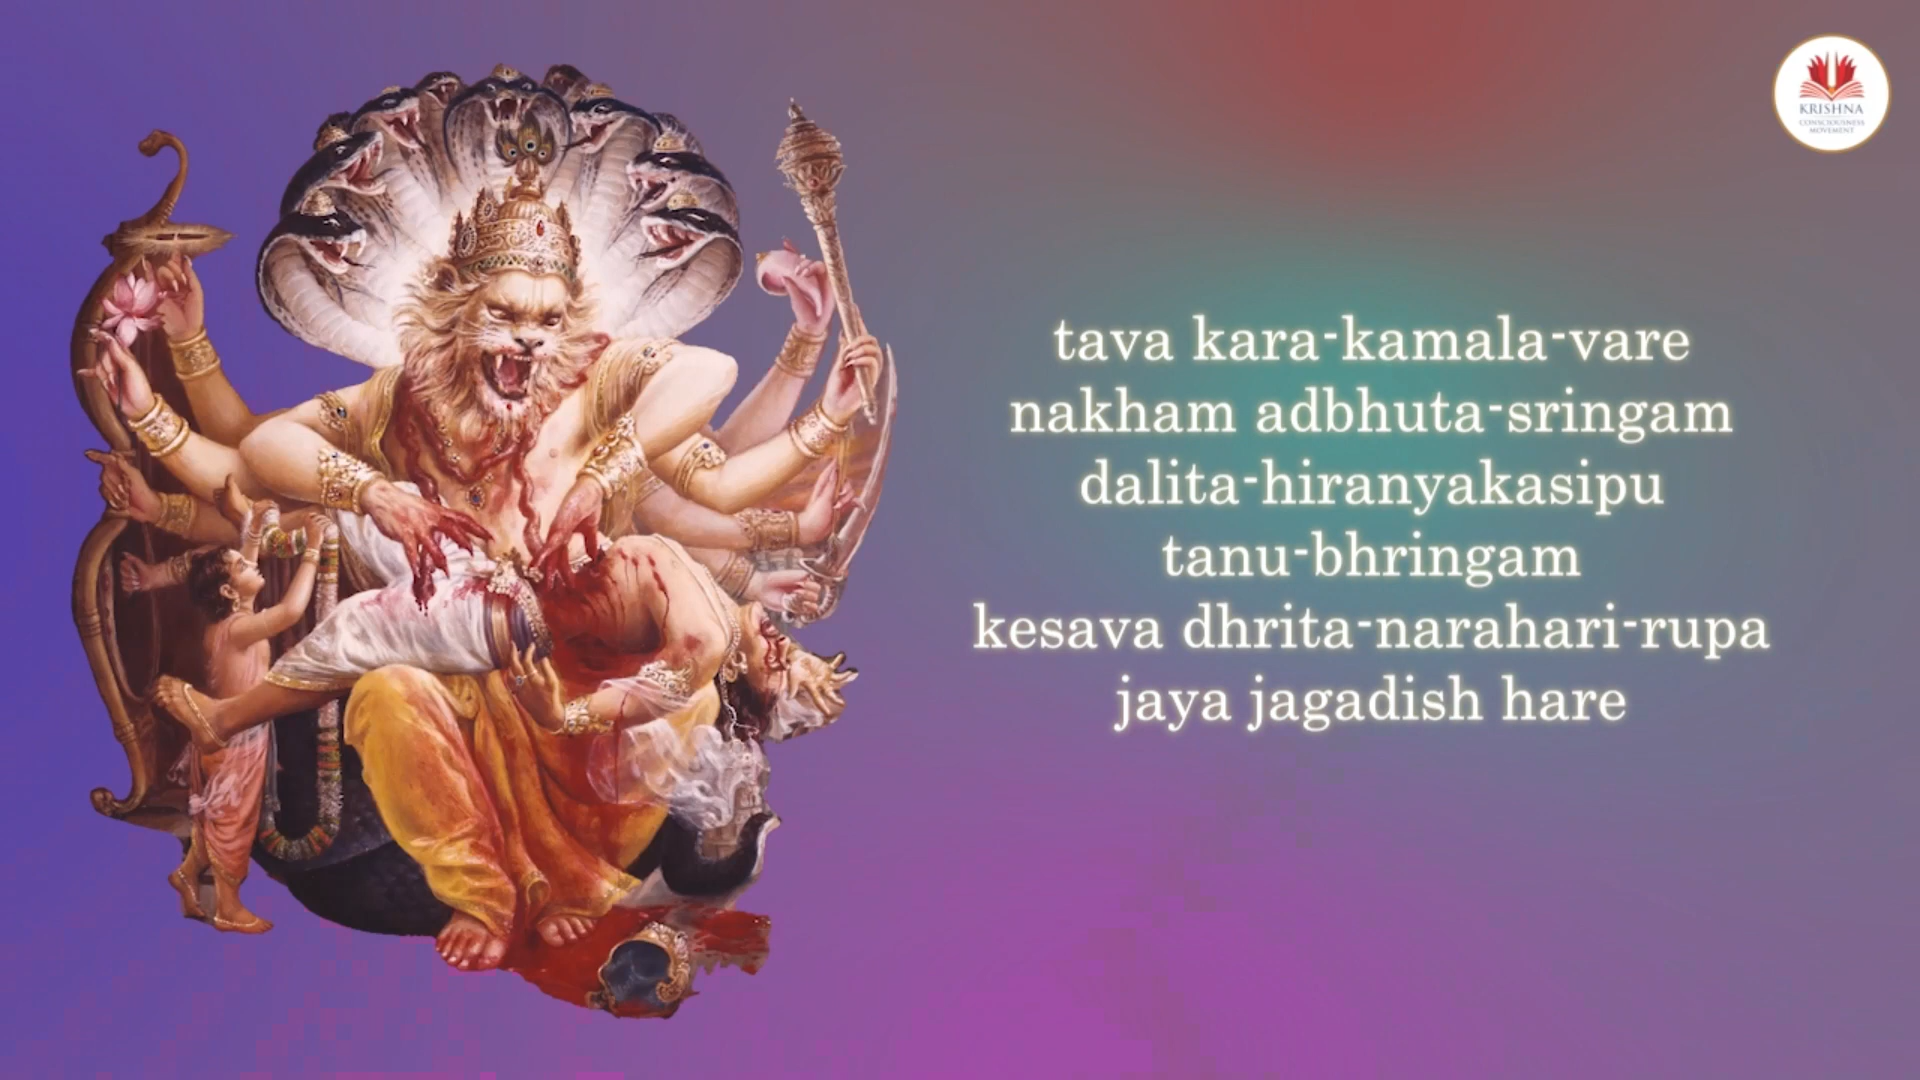 KRISHNA
CONSCIOUSNESS
MOVEMENT
tava kara-kamala-vare
nakham adbhuta-sringam
dalita-hiranyakasipu
tanu-bhringam
kesava dhrita-narahari-rupa
jaya jagadish hare